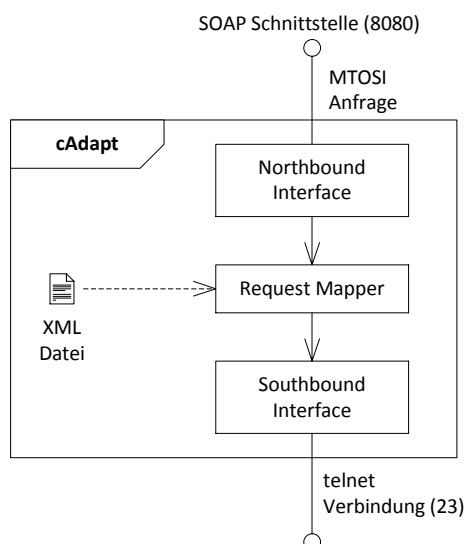 SOAP Schnittstelle (8080)
MTOSI
Anfrage
cAdapt
Northbound
Interface
Request Mapper
XML
Datei
Southbound
Interface
telnet
Verbindung (23)